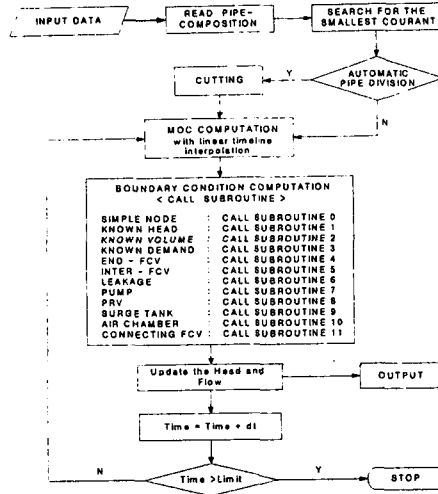 INPUT DATA
READ PIPE-
COMPOSITION
SEARCH FOR THE
SMALLEST COURANT
AUTOMATIC
PIPE DIVISION
Y
N
CUTTING
MOC COMPUTATION
with linear timeline
interpolation
BOUNDARY CONDITION COMPUTATION
< CALL SUBROUTINE >
SIMPLE NODE : CALL SUBROUTINE 0
KNOWN HEAD : CALL SUBROUTINE 1
KNOWN VOLUME : CALL SUBROUTINE 2
KNOWN DEMAND : CALL SUBROUTINE 3
END - FCV : CALL SUBROUTINE 4
INTER - FCV : CALL SUBROUTINE 5
LEAKAGE : CALL SUBROUTINE 6
PUMP : CALL SUBROUTINE 7
PRV : CALL SUBROUTINE 8
SURGE TANK : CALL SUBROUTINE 9
AIR CHAMBER : CALL SUBROUTINE 10
CONNECTING FCV : CALL SUBROUTINE 11
Update the Head and
Flow
OUTPUT
Time = Time + dt
N
Time >Limit
Y
STOP